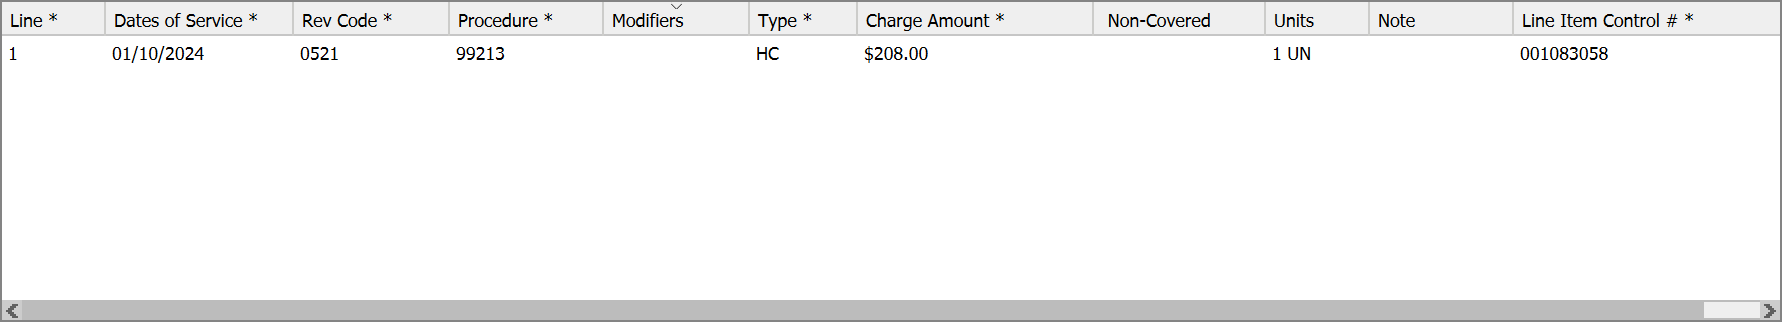 Line * Dates of Service * Rev Code * Procedure * Modifiers Type * Charge Amount * Non-Covered Units Note Line Item Control # *
1 01/10/2024 0521 99213 HC $208.00 1 UN 001083058